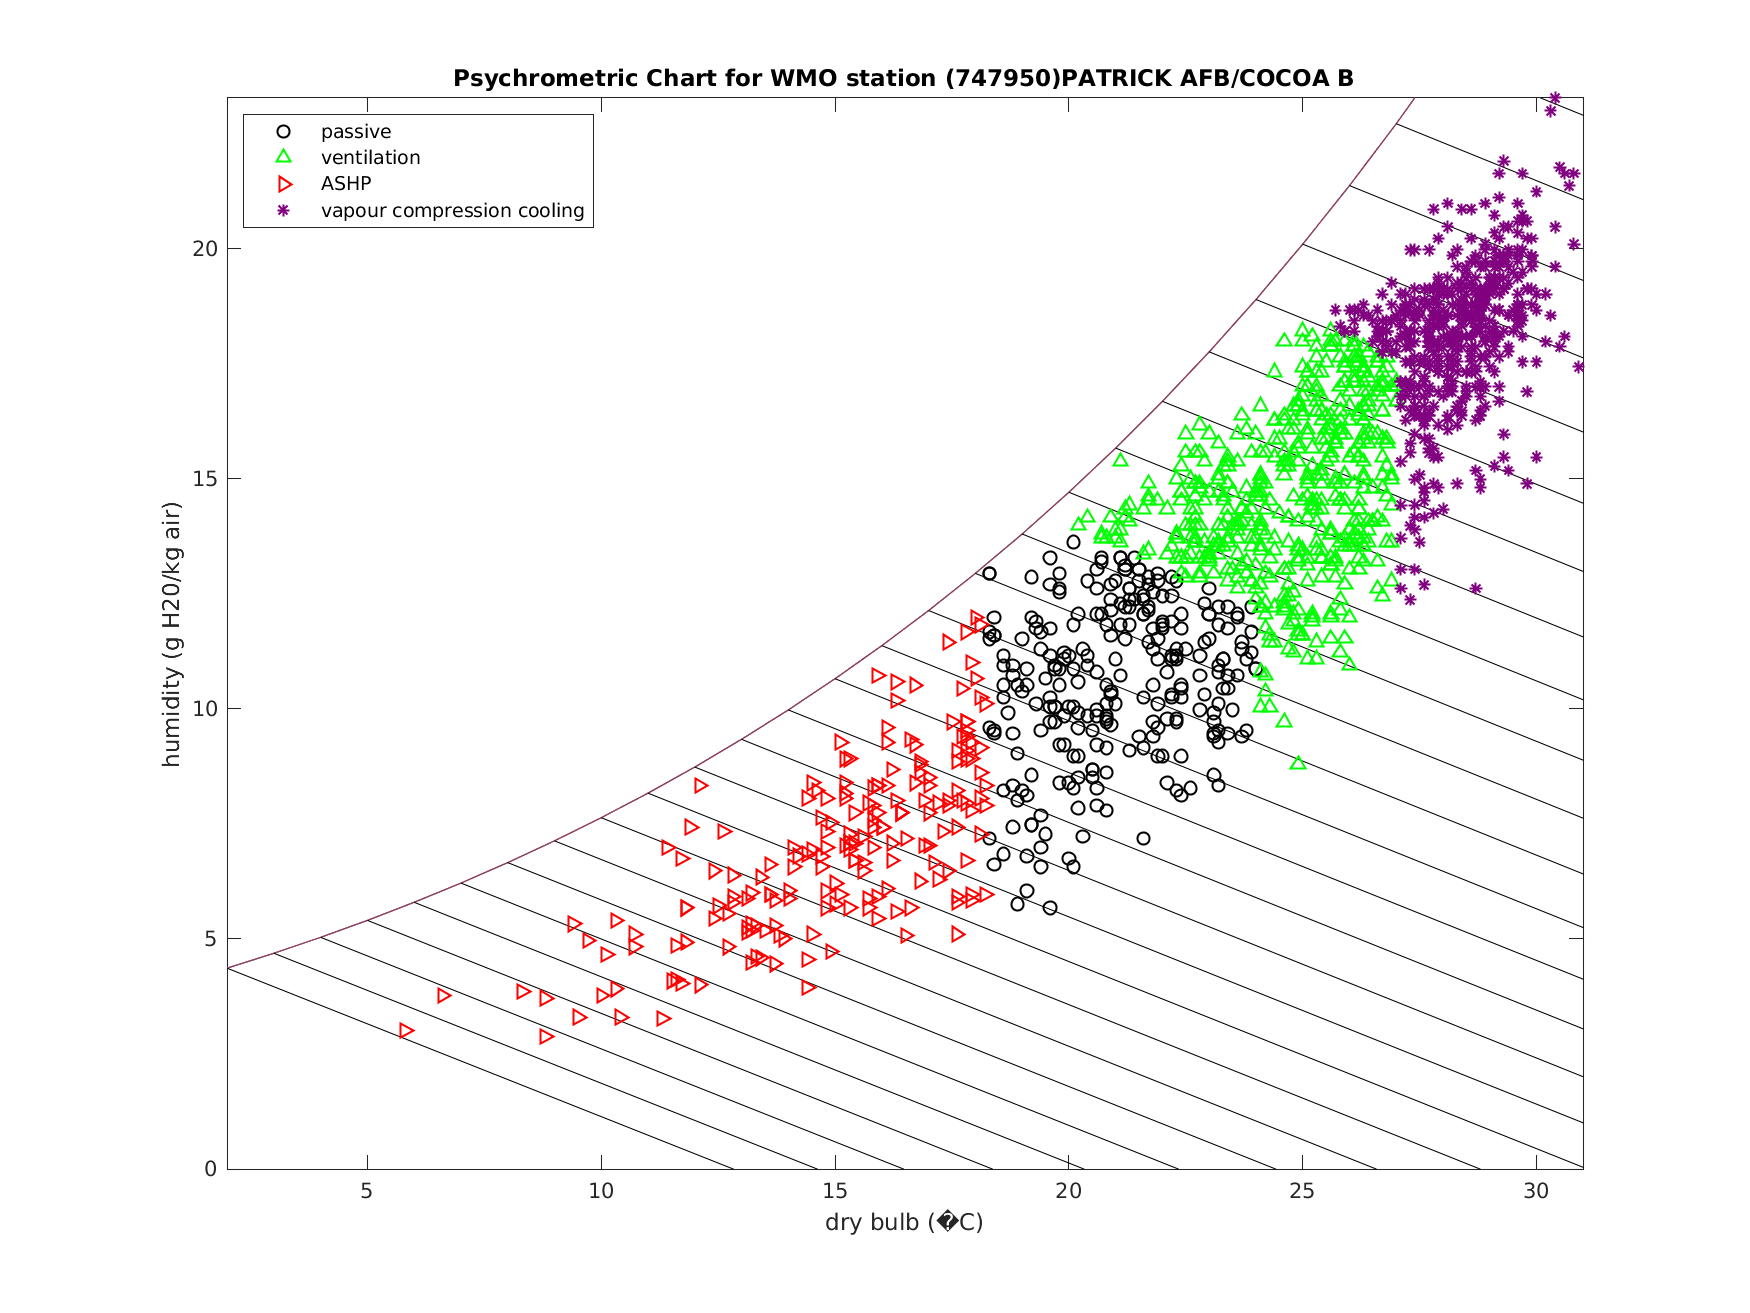 Psychrometric Chart for WMO station (747950)PATRICK AFB/COCOA B
passive
ventilation
ASHP
vapour compression cooling
humidity (g H20/kg air)
20
15
10
5
0
5
10
15
20
25
30
dry bulb (�C)